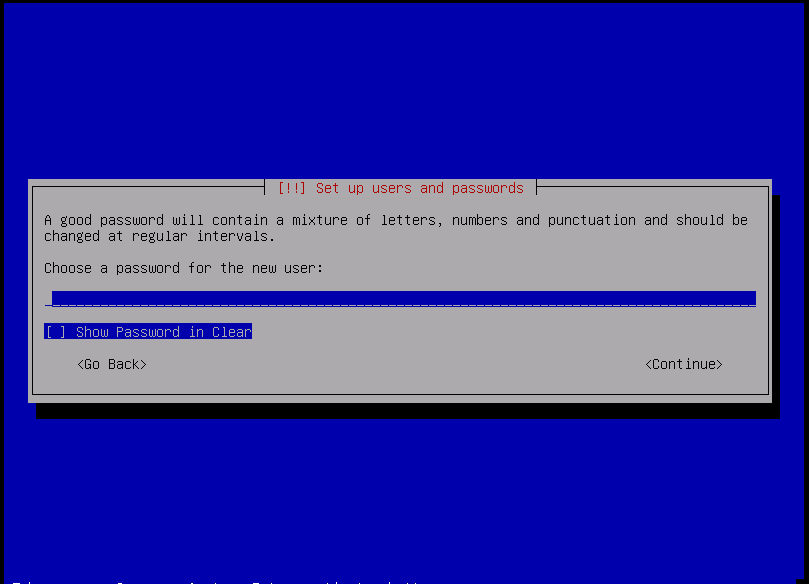 [!!] Set up users and passwords
A good password will contain a mixture of letters, numbers and punctuation and should be
changed at regular intervals.
Choose a password for the new user:
[ ] Show Password in Clear
<Go Back>
<Continue>